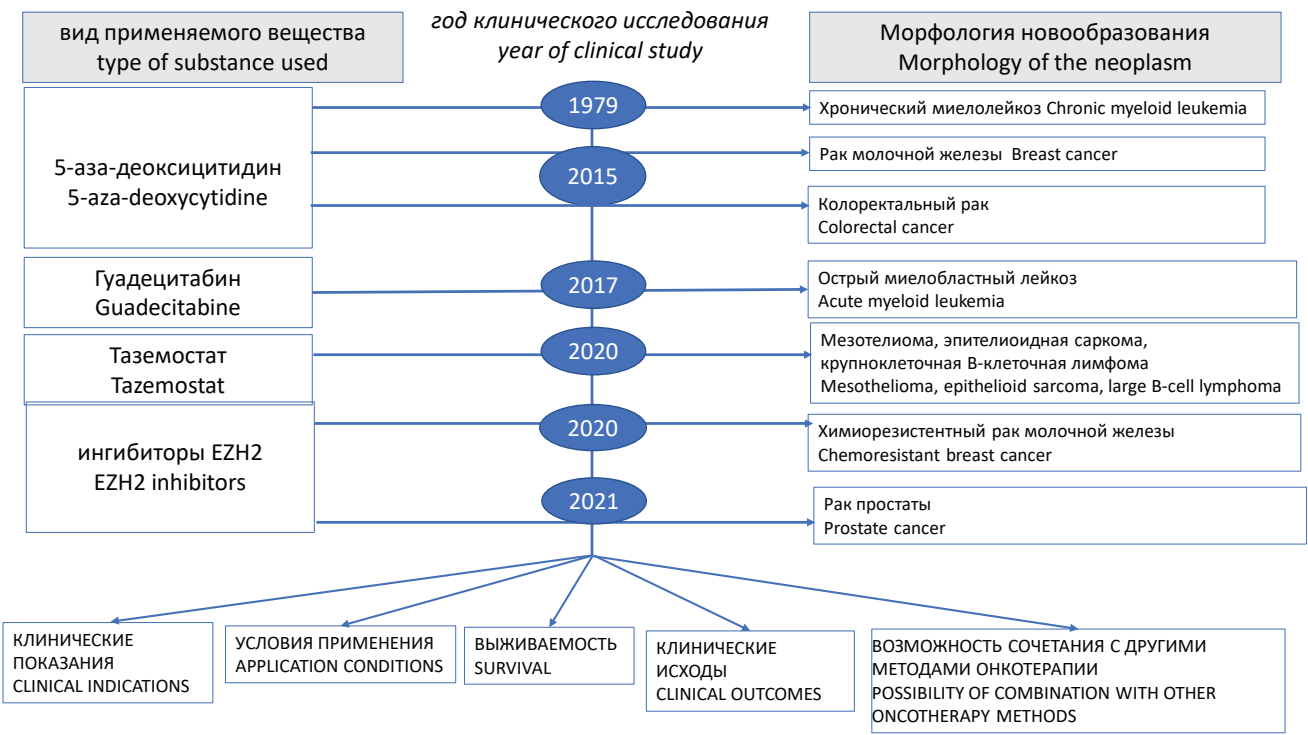 вид применяемого вещества
type of substance used
год клинического исследования
year of clinical study
Морфология новообразования
Morphology of the neoplasm
5-аза-деоксицитидин
5-aza-deoxycytidine
1979
Хронический миелолейкоз Chronic myeloid leukemia
2015
Рак молочной железы Breast cancer
Колоректальный рак
Colorectal cancer
Гуадецитабин
Guadecitabine
2017
Острый миелобластный лейкоз
Acute myeloid leukemia
Таземостат
Tazemostat
2020
Мезотелиома, эпителиоидная саркома,
крупноклеточная В-клеточная лимфома
Mesothelioma, epithelioid sarcoma, large B-cell lymphoma
ингибиторы EZH2
EZH2 inhibitors
2020
Химиорезистентный рак молочной железы
Chemoresistant breast cancer
2021
Рак простаты
Prostate cancer
КЛИНИЧЕСКИЕ
ПОКАЗАНИЯ
CLINICAL INDICATIONS
УСЛОВИЯ ПРИМЕНЕНИЯ
APPLICATION CONDITIONS
ВЫЖИВАЕМОСТЬ
SURVIVAL
КЛИНИЧЕСКИЕ
ИСХОДЫ
CLINICAL OUTCOMES
ВОЗМОЖНОСТЬ СОЧЕТАНИЯ С ДРУГИМИ
МЕТОДАМИ ОНКОТЕРАПИИ
POSSIBILITY OF COMBINATION WITH OTHER
ONCOTHERAPY METHODS